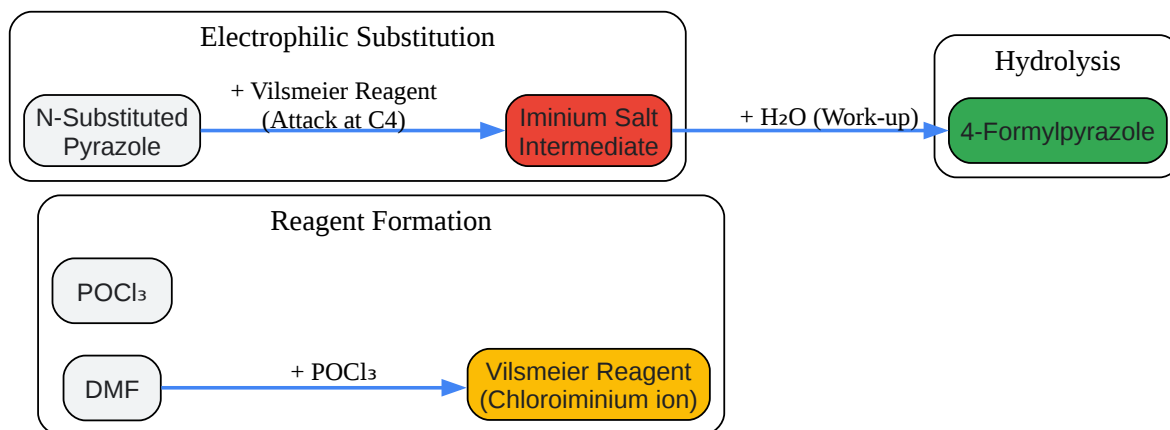 Electrophilic Substitution
N-Substituted
Pyrazole
+ Vilsmeier Reagent
(Attack at C4)
Iminium Salt
Intermediate
+ H₂O (Work-up)
Hydrolysis
4-Formylpyrazole
Reagent Formation
POCl₃
DMF
+ POCl₃
Vilsmeier Reagent
(Chloroiminium ion)